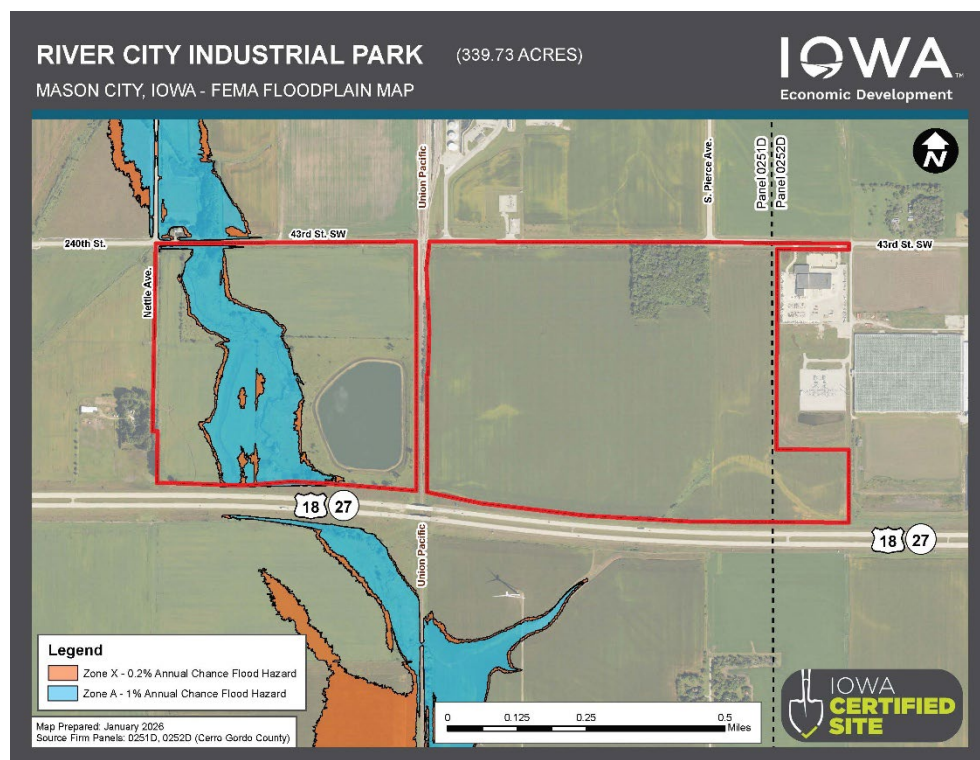 RIVER CITY INDUSTRIAL PARK (339.73 ACRES)
MASON CITY, IOWA - FEMA FLOODPLAIN MAP
IOWA™
Economic Development
Union Pacific
S. Pierce Ave.
Panel 0251D
Panel 0252D
N
240th St.
43rd St. SW
43rd St. SW
Nettle Ave.
18 27
18 27
Union Pacific
Legend
Zone X - 0.2% Annual Chance Flood Hazard
Zone A - 1% Annual Chance Flood Hazard
Map Prepared: January 2026
Source Firm Panels: 0251D, 0252D (Cerro Gordo County)
0 0.125 0.25 0.5
Miles
IOWA
CERTIFIED
SITE